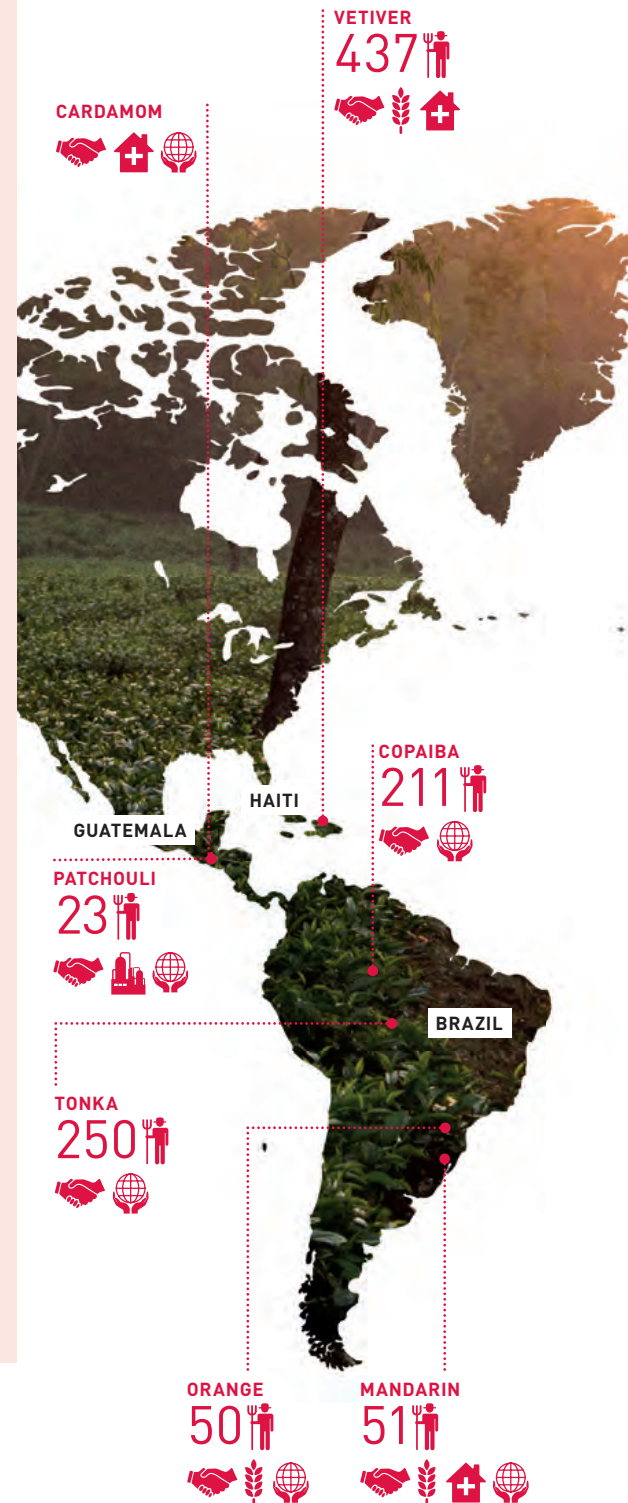 VETIVER
437
CARDAMOM
COPAIBA
211
HAITI
GUATEMALA
PATCHOULI
23
BRAZIL
TONKA
250
ORANGE
50
MANDARIN
51